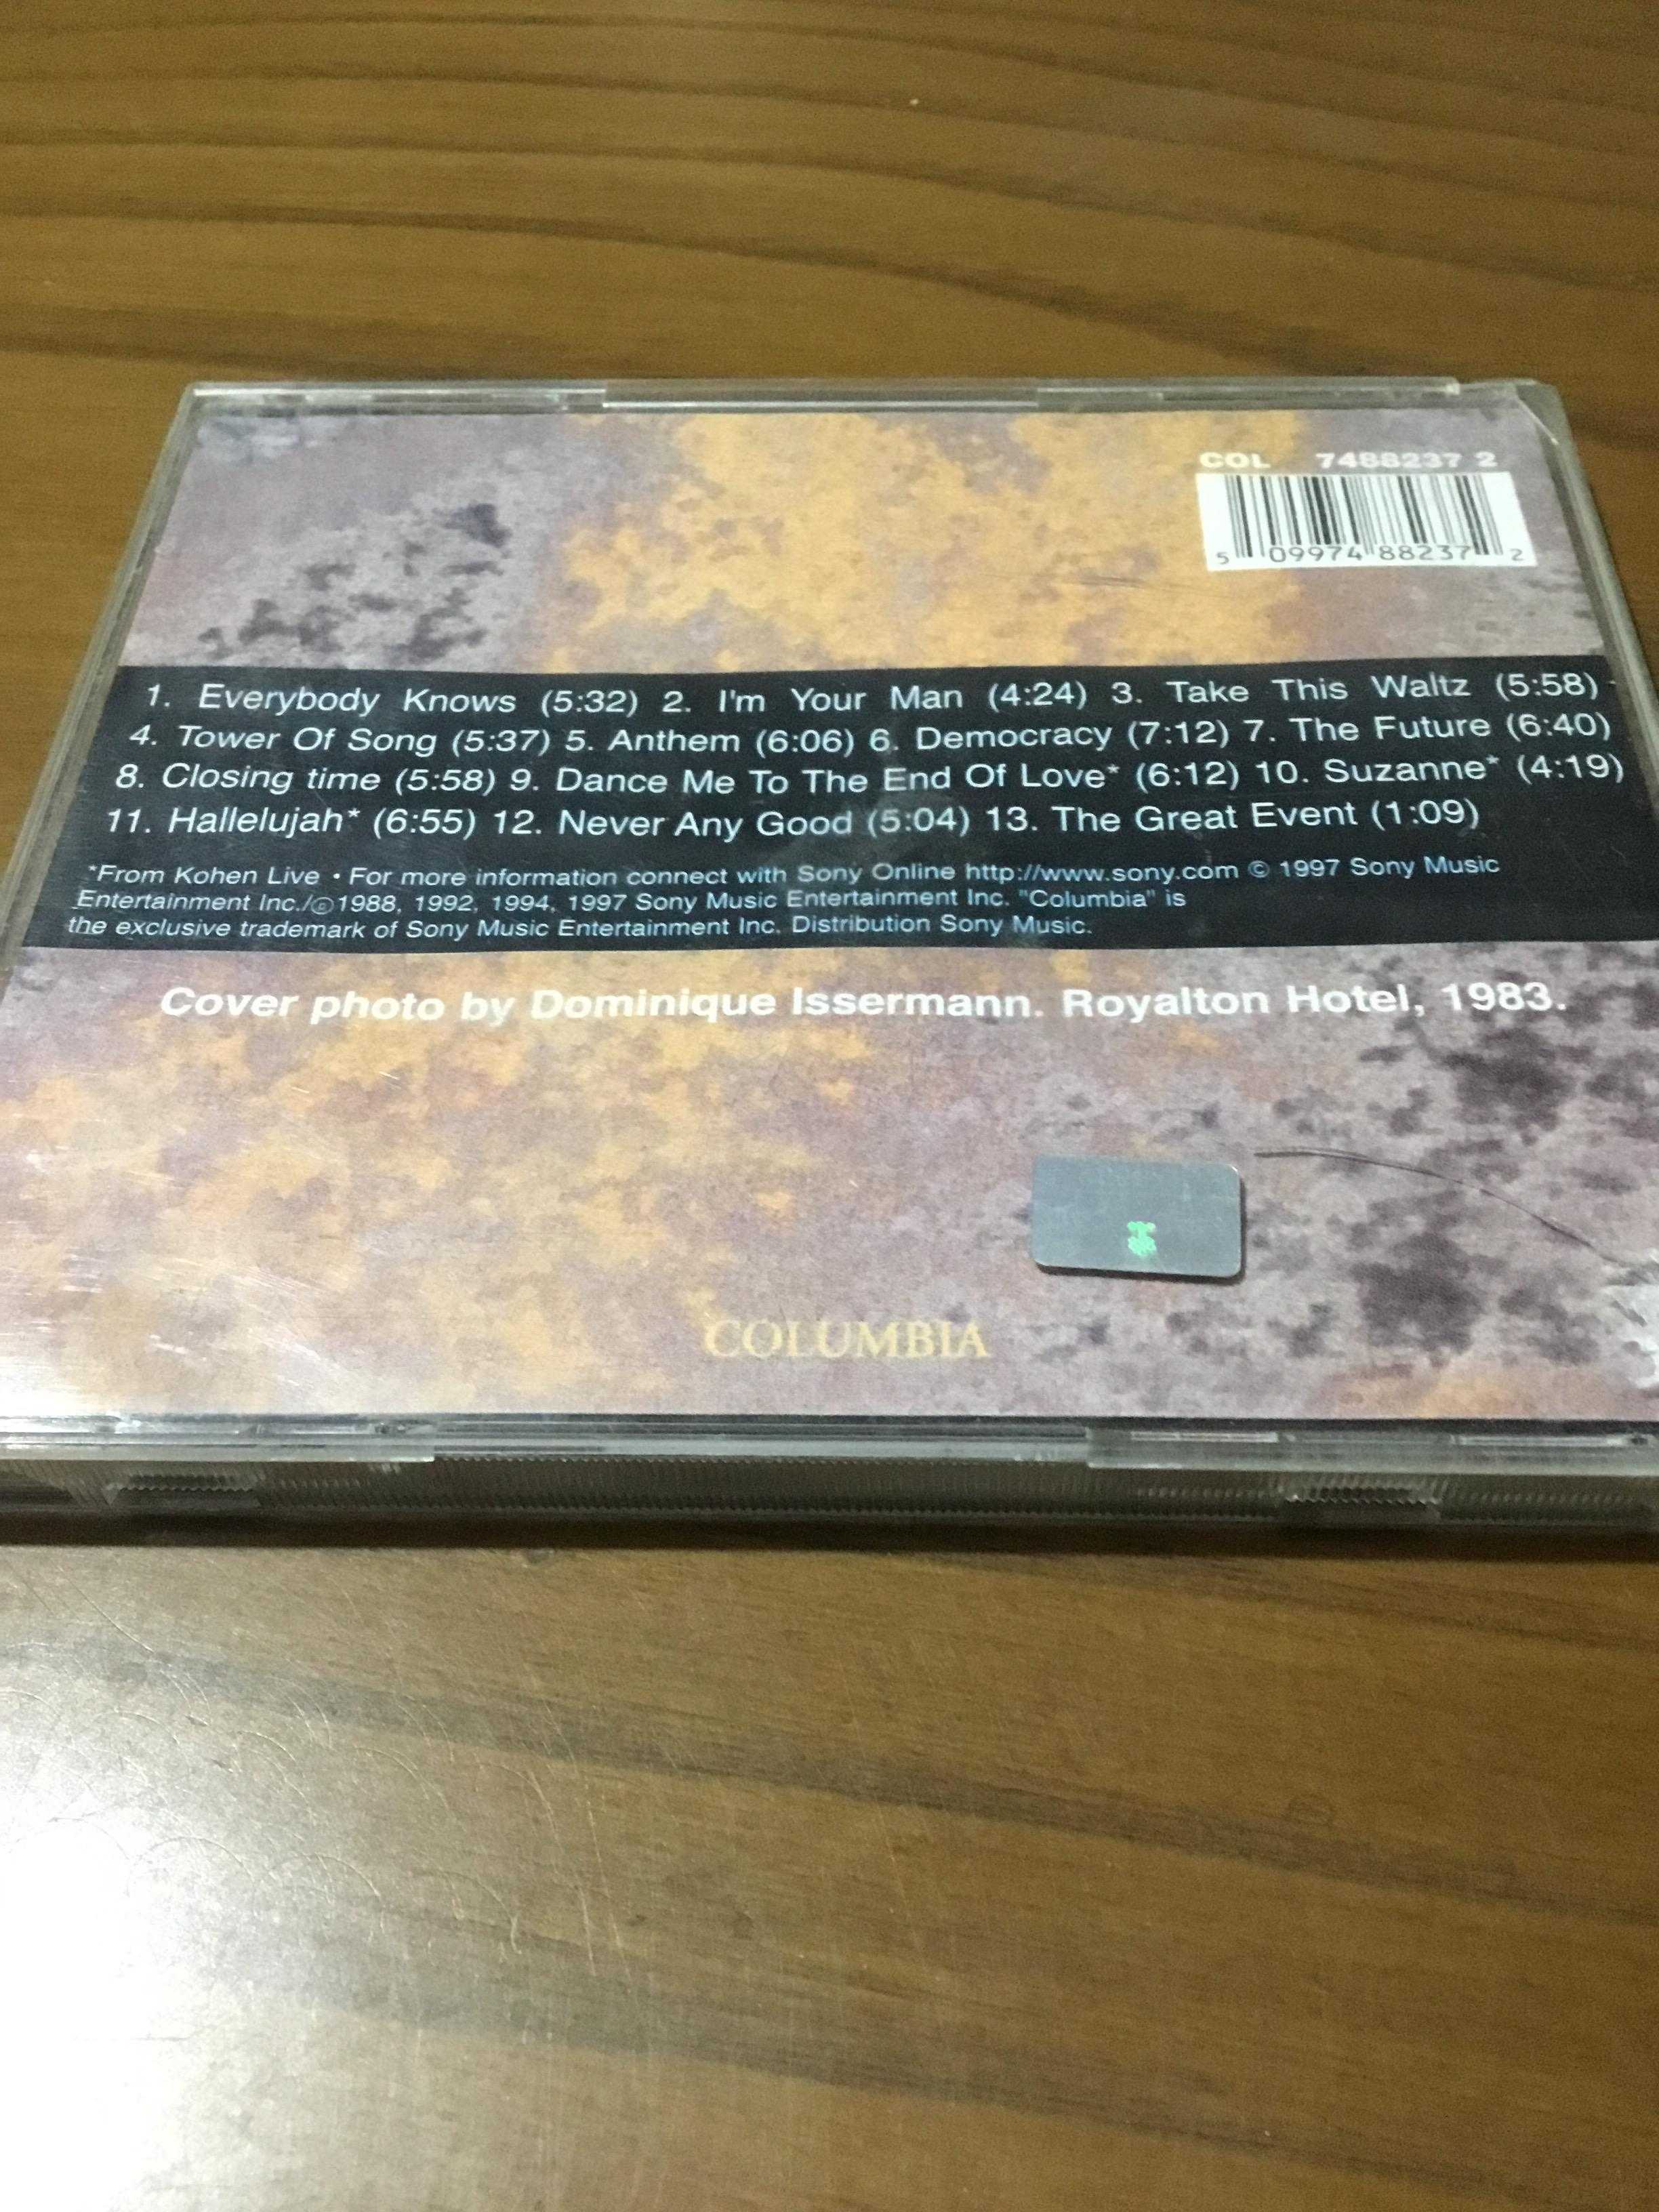 COL 7488237 2
5 099748 82372
1. Everybody Knows (5:32) 2. I'm Your Man (4:24) 3. Take This Waltz (5:58)
4. Tower Of Song (5:37) 5. Anthem (6:06) 6. Democracy (7:12) 7. The Future (6:40)
8. Closing time (5:58) 9. Dance Me To The End Of Love* (6:12) 10. Suzanne* (4:19)
11. Hallelujah* (6:55) 12. Never Any Good (5:04) 13. The Great Event (1:09)
*From Kohen Live • For more information connect with Sony Online http://www.sony.com © 1997 Sony Music
Entertainment Inc./℗1988, 1992, 1994, 1997 Sony Music Entertainment Inc. "Columbia" is
the exclusive trademark of Sony Music Entertainment Inc. Distribution Sony Music.
Cover photo by Dominique Issermann. Royalton Hotel, 1983.
COLUMBIA